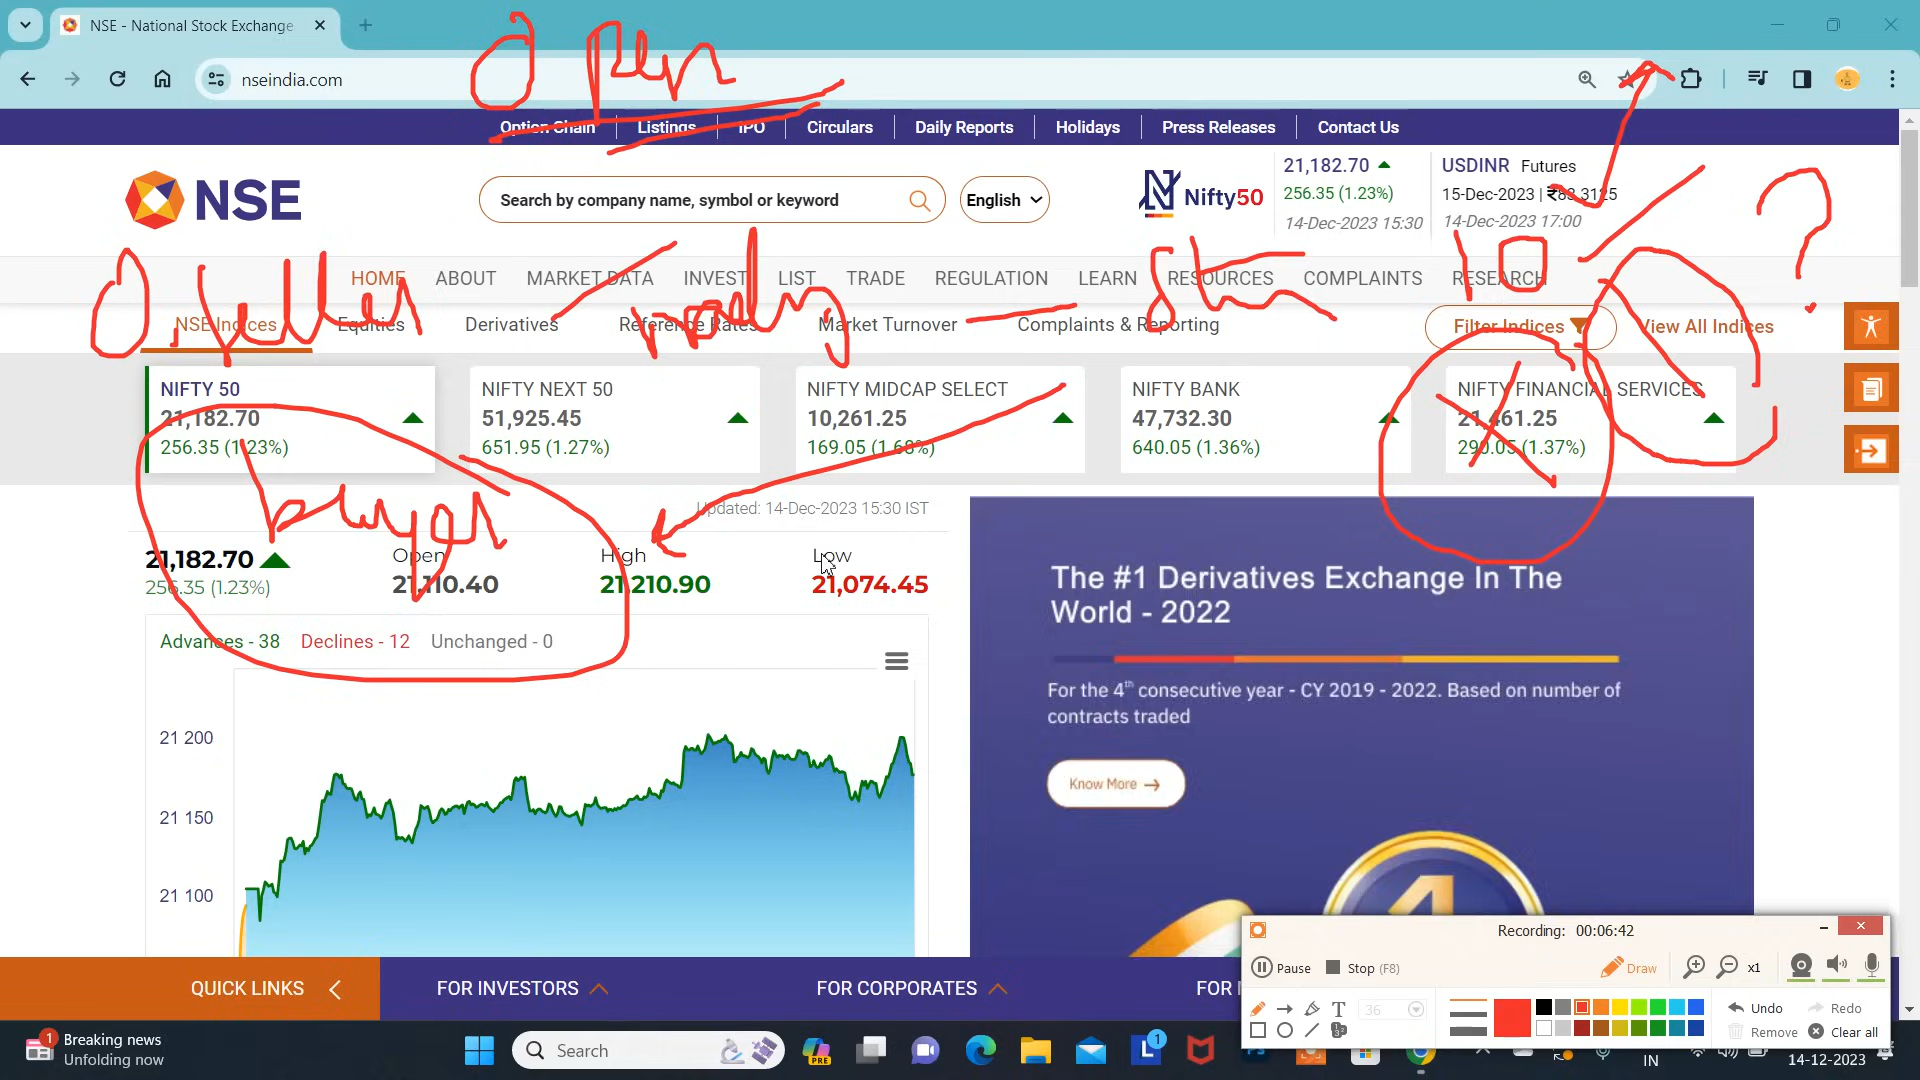 NSE - National Stock Exchange
nseindia.com
Open
Option Chain Listings IPO Circulars Daily Reports Holidays Press Releases Contact Us
NSE
Search by company name, symbol or keyword
English
Nifty50
21,182.70
256.35 (1.23%)
14-Dec-2023 15:30
USDINR Futures
15-Dec-2023 | ₹83.3125
14-Dec-2023 17:00
HOME ABOUT MARKET DATA INVEST LIST TRADE REGULATION LEARN RESOURCES COMPLAINTS RESEARCH
10
?
NSE Indices Equities Derivatives Reference Rates Market Turnover Complaints & Reporting
Filter Indices View All Indices
NIFTY 50
21,182.70
256.35 (1.23%)
NIFTY NEXT 50
51,925.45
651.95 (1.27%)
NIFTY MIDCAP SELECT
10,261.25
169.05 (1.68%)
NIFTY BANK
47,732.30
640.05 (1.36%)
NIFTY FINANCIAL SERVICES
21,461.25
290.05 (1.37%)
buyer
Updated: 14-Dec-2023 15:30 IST
21,182.70
256.35 (1.23%)
Open
21,110.40
High
21,210.90
Low
21,074.45
Advances - 38 Declines - 12 Unchanged - 0
21 200
21 150
21 100
The #1 Derivatives Exchange In The
World - 2022
For the 4th consecutive year - CY 2019 - 2022. Based on number of
contracts traded
Know More
4
QUICK LINKS FOR INVESTORS FOR CORPORATES
Recording: 00:06:42
Pause Stop (F8) Draw x1
T 36 Undo Redo
Remove Clear all
1
Breaking news
Unfolding now
Search
PRE
L 1
IN
14-12-2023